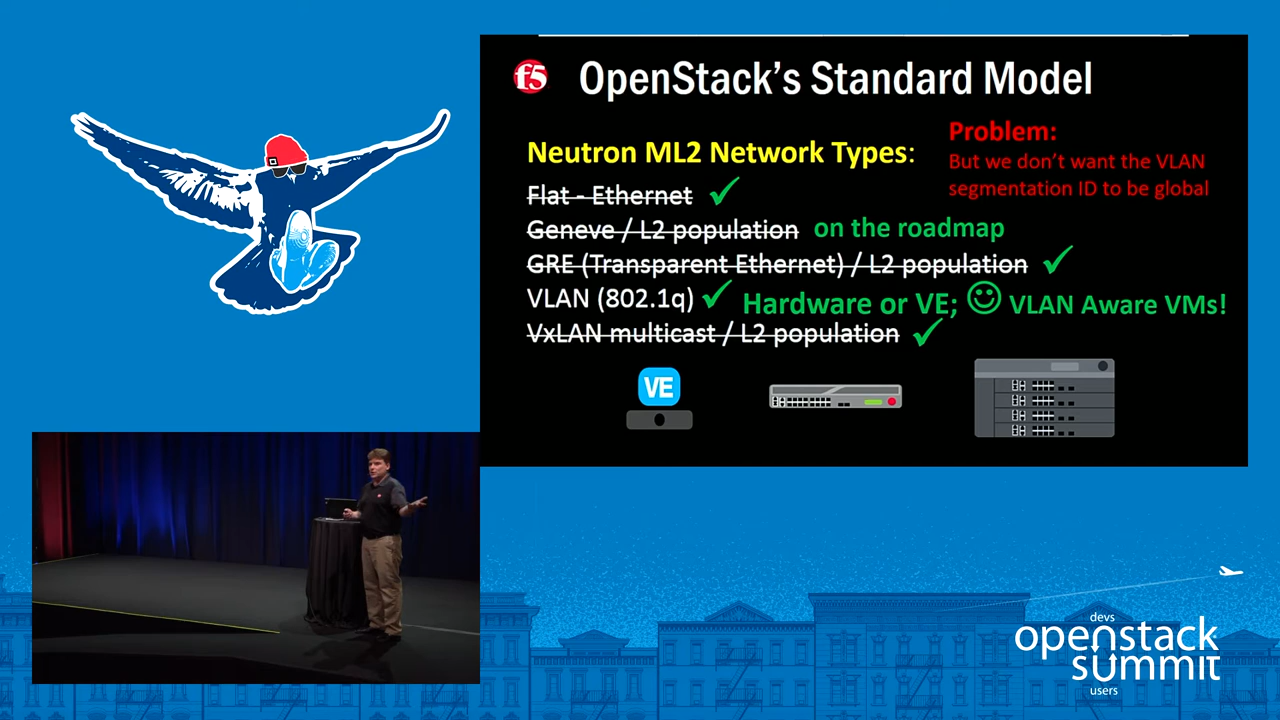 f5 OpenStack's Standard Model
Problem:
But we don't want the VLAN
segmentation ID to be global
Neutron ML2 Network Types:
Flat - Ethernet ✓
Geneve / L2 population on the roadmap
GRE (Transparent Ethernet) / L2 population ✓
VLAN (802.1q) ✓ Hardware or VE; ☺ VLAN Aware VMs!
VxLAN multicast / L2 population ✓
VE
devs
openstack
summit
users